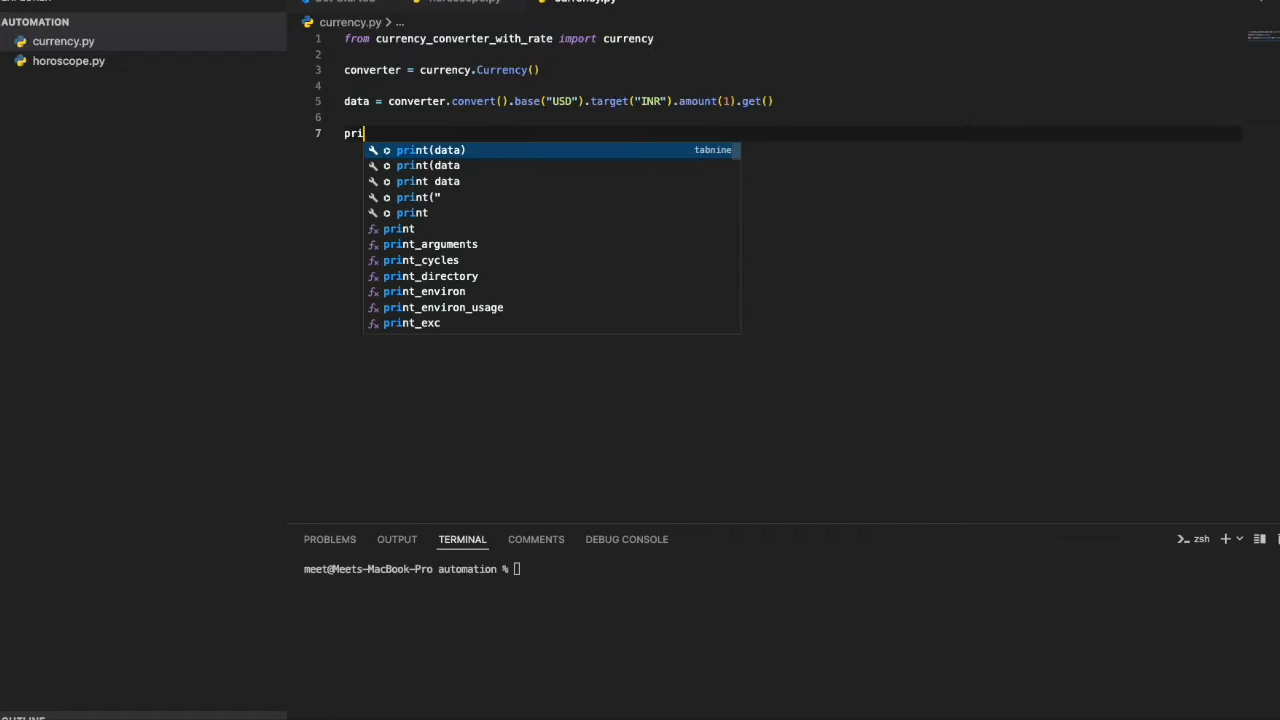 AUTOMATION
currency.py
horoscope.py
currency.py > ...
1 from currency_converter_with_rate import currency
2
3 converter = currency.Currency()
4
5 data = converter.convert().base("USD").target("INR").amount(1).get()
6
7 pri
print(data) tabnine
print(data
print data
print("
print
print
print_arguments
print_cycles
print_directory
print_environ
print_environ_usage
print_exc
PROBLEMS OUTPUT TERMINAL COMMENTS DEBUG CONSOLE zsh
meet@Meets-MacBook-Pro automation %